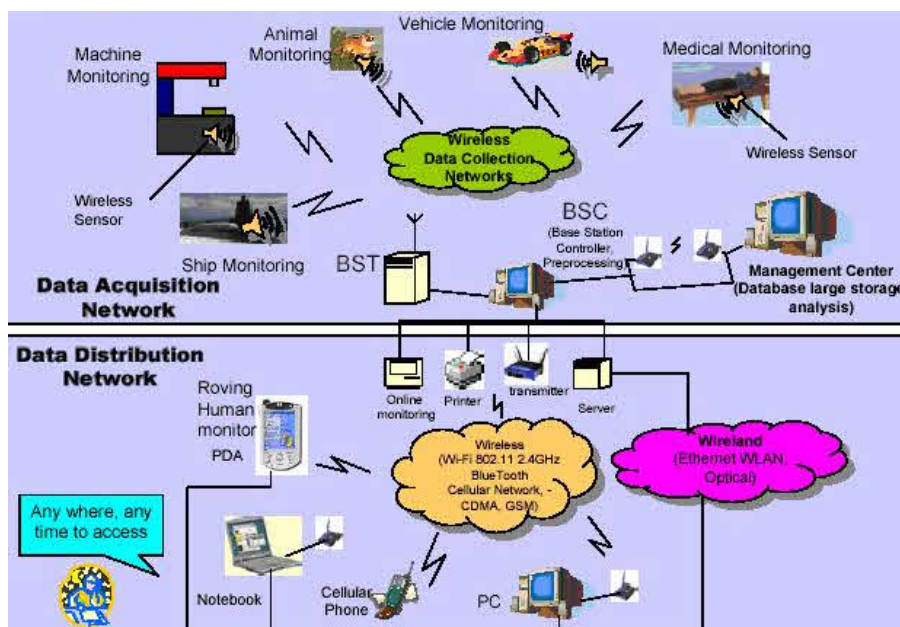 Machine
Monitoring
Animal
Monitoring
Vehicle Monitoring
Medical Monitoring
Wireless
Data Collection
Networks
Wireless Sensor
Wireless
Sensor
Ship Monitoring
BST
BSC
(Base Station
Controller,
Preprocessing)
Management Center
(Database large storage
analysis)
Data Acquisition
Network
Data Distribution
Network
Online
monitoring
Printer
transmitter
Server
Roving
Human
monitor
PDA
Wireless
(Wi-Fi 802.11 2.4GHz
BlueTooth
Cellular Network, -
CDMA, GSM)
Wireland
(Ethernet WLAN,
Optical)
Any where, any
time to access
Notebook
Cellular
Phone
PC